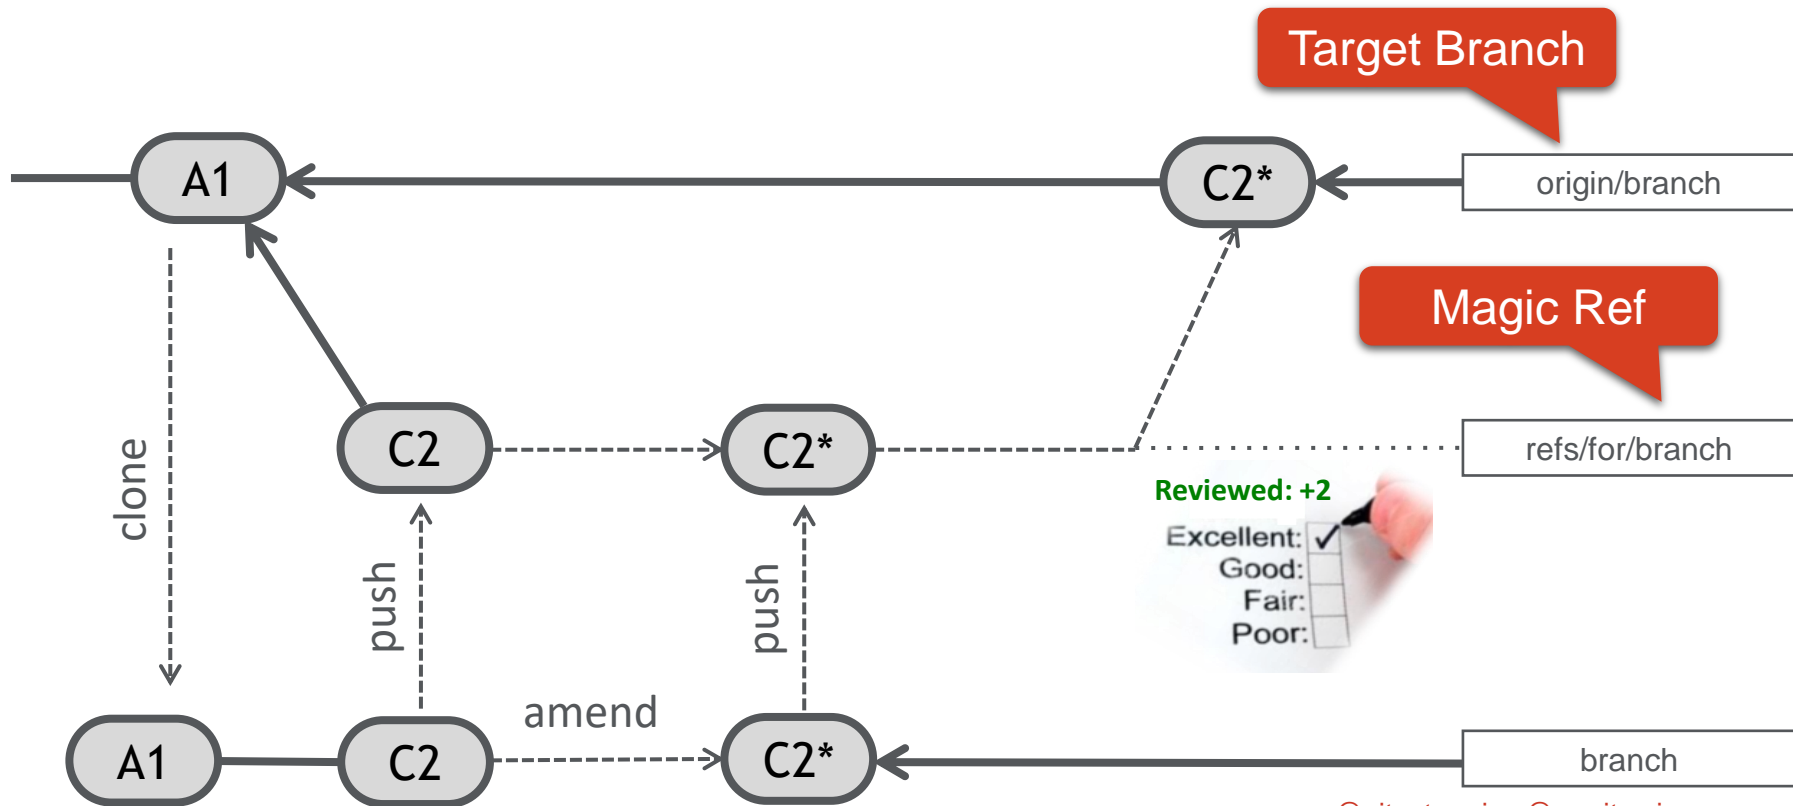 Target Branch
A1
C2*
origin/branch
Magic Ref
clone
C2
C2*
refs/for/branch
Reviewed: +2
Excellent:
Good:
Fair:
Poor:
push
push
amend
A1
C2
C2*
branch